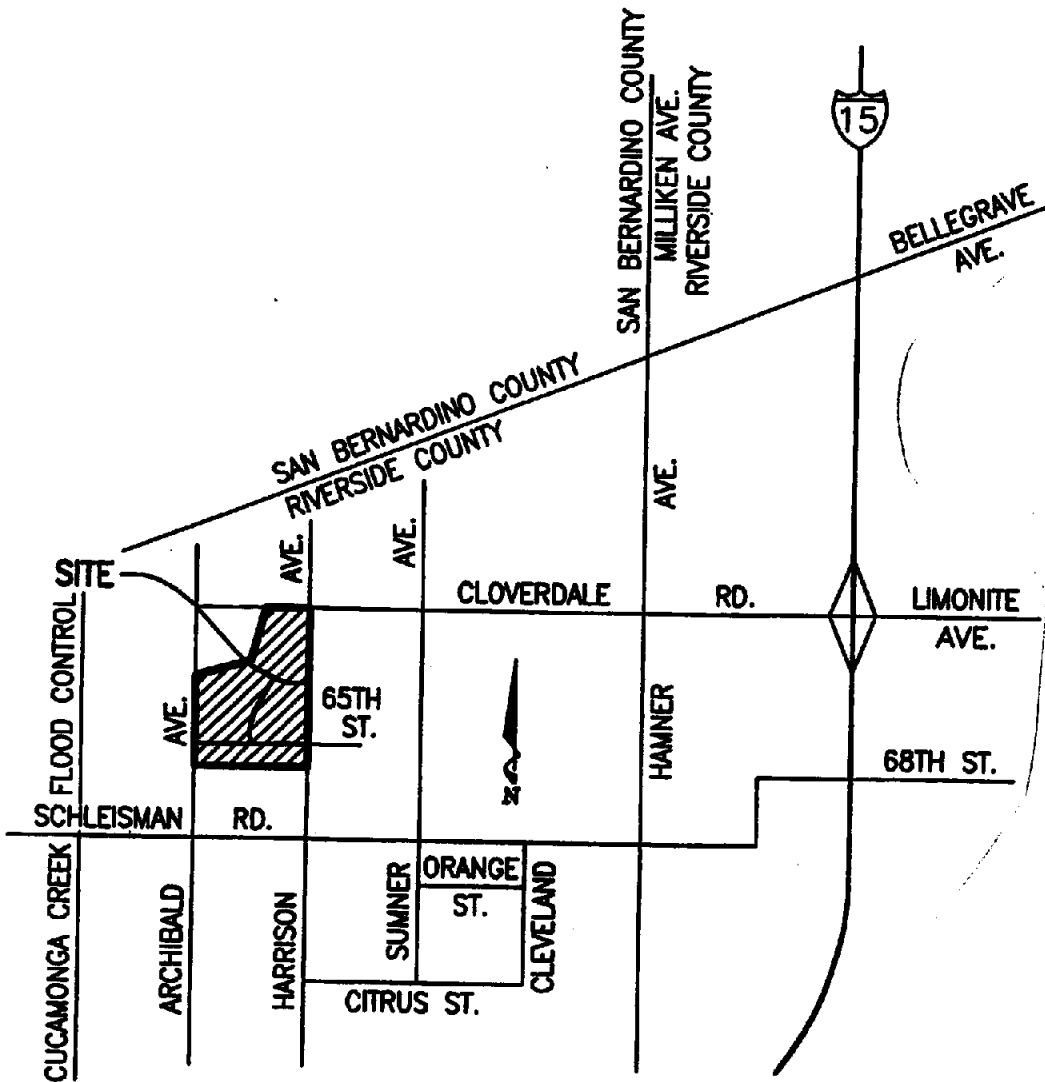 SAN BERNARDINO COUNTY
MILLIKEN AVE.
RIVERSIDE COUNTY
15
BELLEGRAVE
AVE.
SAN BERNARDINO COUNTY
RIVERSIDE COUNTY
AVE.
AVE.
AVE.
SITE
CLOVERDALE RD.
LIMONITE
AVE.
CUCAMONGA CREEK FLOOD CONTROL
AVE.
65TH
ST.
N
HAMNER
68TH ST.
SCHLEISMAN RD.
ARCHIBALD
HARRISON
SUMNER
ORANGE
ST.
CLEVELAND
CITRUS ST.